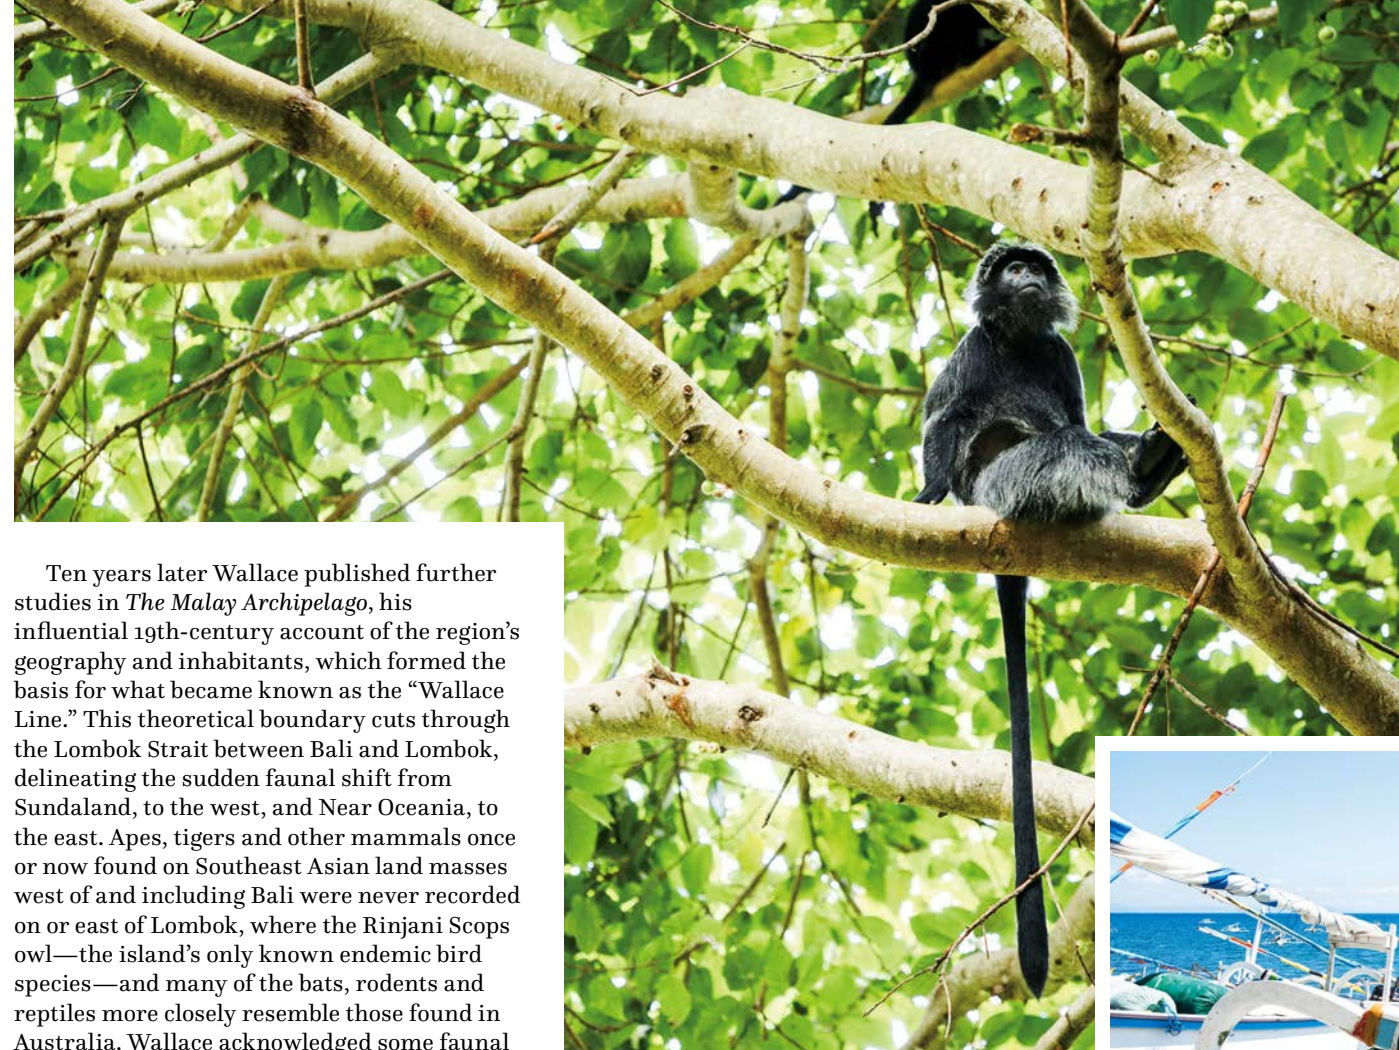 Ten years later Wallace published further
studies in The Malay Archipelago, his
influential 19th-century account of the region’s
geography and inhabitants, which formed the
basis for what became known as the “Wallace
Line.” This theoretical boundary cuts through
the Lombok Strait between Bali and Lombok,
delineating the sudden faunal shift from
Sundaland, to the west, and Near Oceania, to
the east. Apes, tigers and other mammals once
or now found on Southeast Asian land masses
west of and including Bali were never recorded
on or east of Lombok, where the Rinjani Scops
owl—the island’s only known endemic bird
species—and many of the bats, rodents and
reptiles more closely resemble those found in
Australia. Wallace acknowledged some faunal